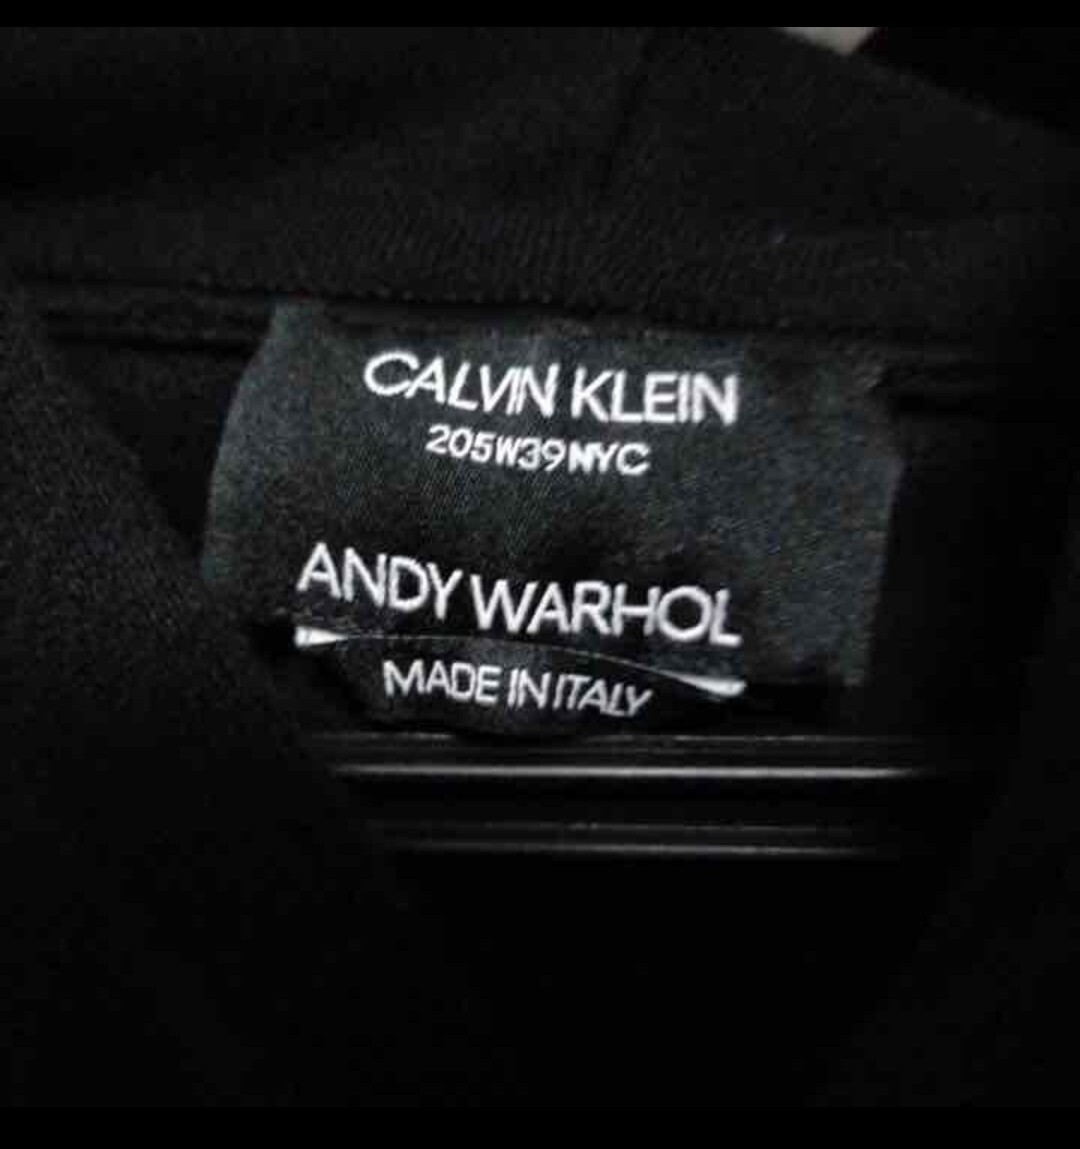 CALVIN KLEIN
205W39NYC
ANDY WARHOL
MADE IN ITALY